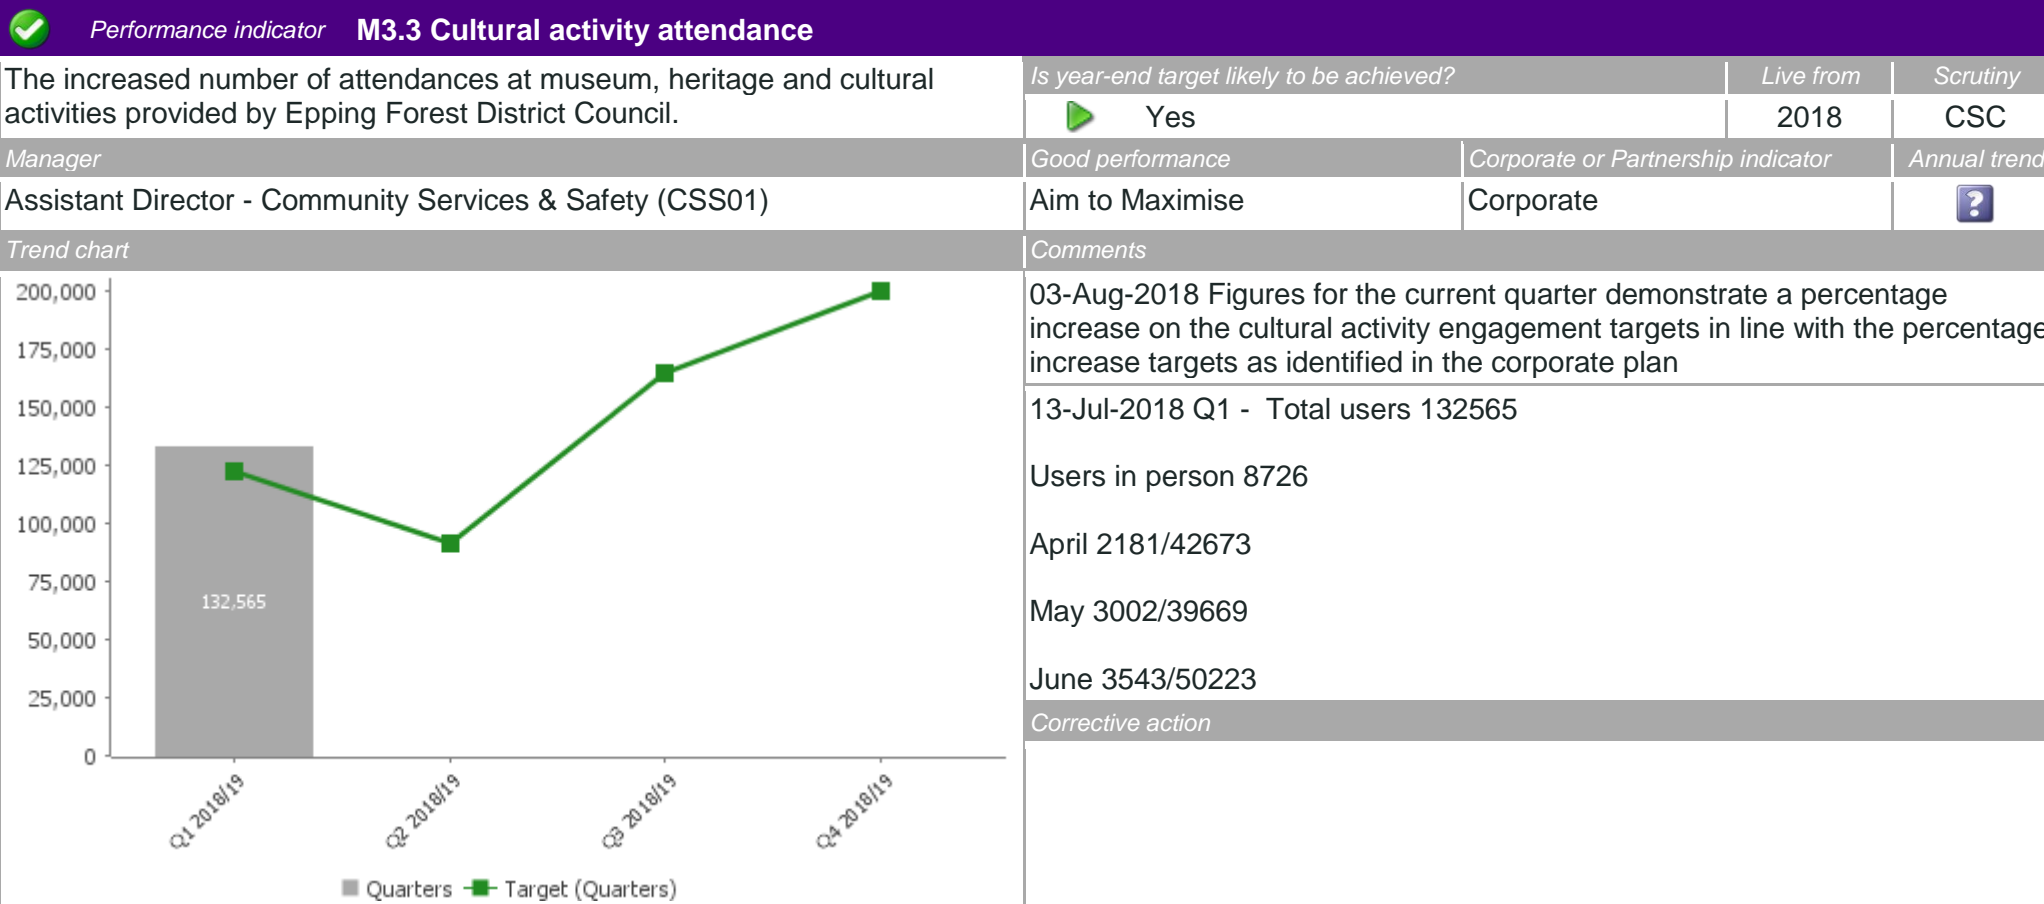 Performance indicator M3.3 Cultural activity attendance
The increased number of attendances at museum, heritage and cultural
activities provided by Epping Forest District Council.
Is year-end target likely to be achieved? Live from Scrutiny
Yes 2018 CSC
Manager
Good performance Corporate or Partnership indicator Annual trend
Assistant Director - Community Services & Safety (CSS01)
Aim to Maximise Corporate ?
Trend chart
200,000
175,000
150,000
125,000
100,000
75,000
50,000
25,000
0
132,565
Q1 2018/19
Q2 2018/19
Q3 2018/19
Q4 2018/19
Quarters Target (Quarters)
Comments
03-Aug-2018 Figures for the current quarter demonstrate a percentage
increase on the cultural activity engagement targets in line with the percentage
increase targets as identified in the corporate plan
13-Jul-2018 Q1 - Total users 132565
Users in person 8726
April 2181/42673
May 3002/39669
June 3543/50223
Corrective action